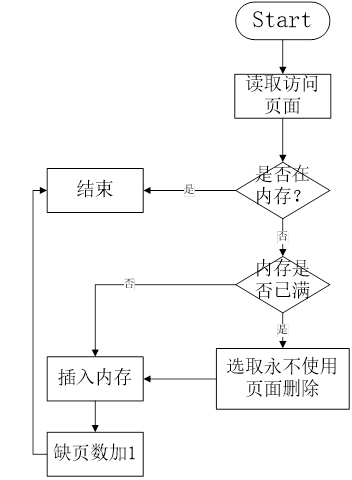 Start
读取访问
页面
是否在
内存?
是
结束
否
内存是
否已满
否
是
选取永不使用
页面删除
插入内存
缺页数加1